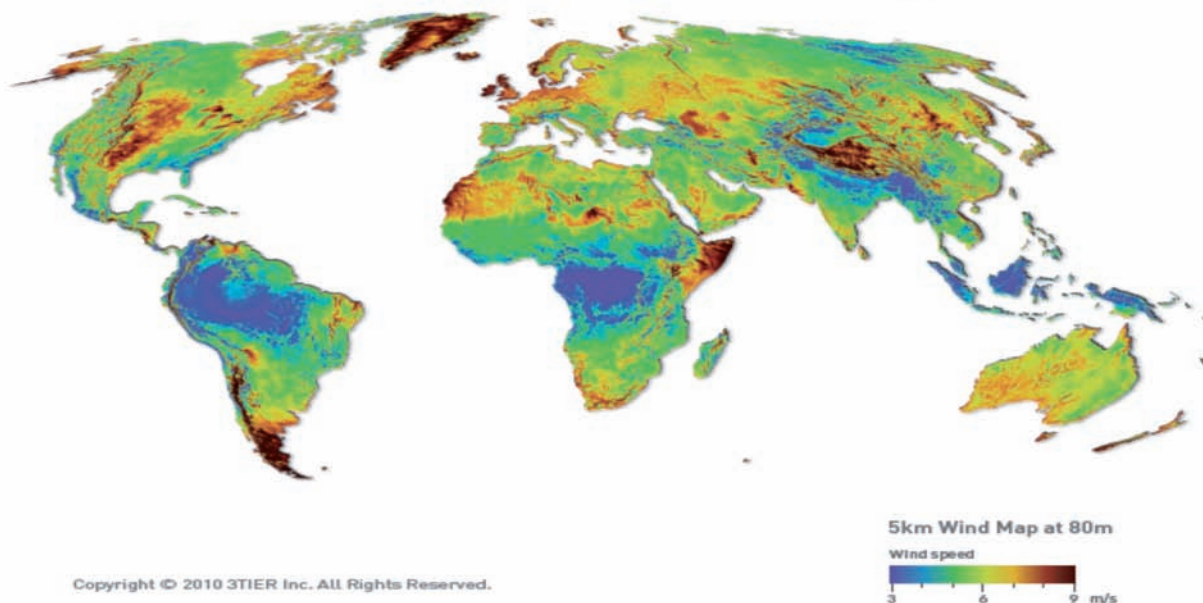 5km Wind Map at 80m
Wind speed
3 6 9 m/s
Copyright © 2010 3TIER Inc. All Rights Reserved.